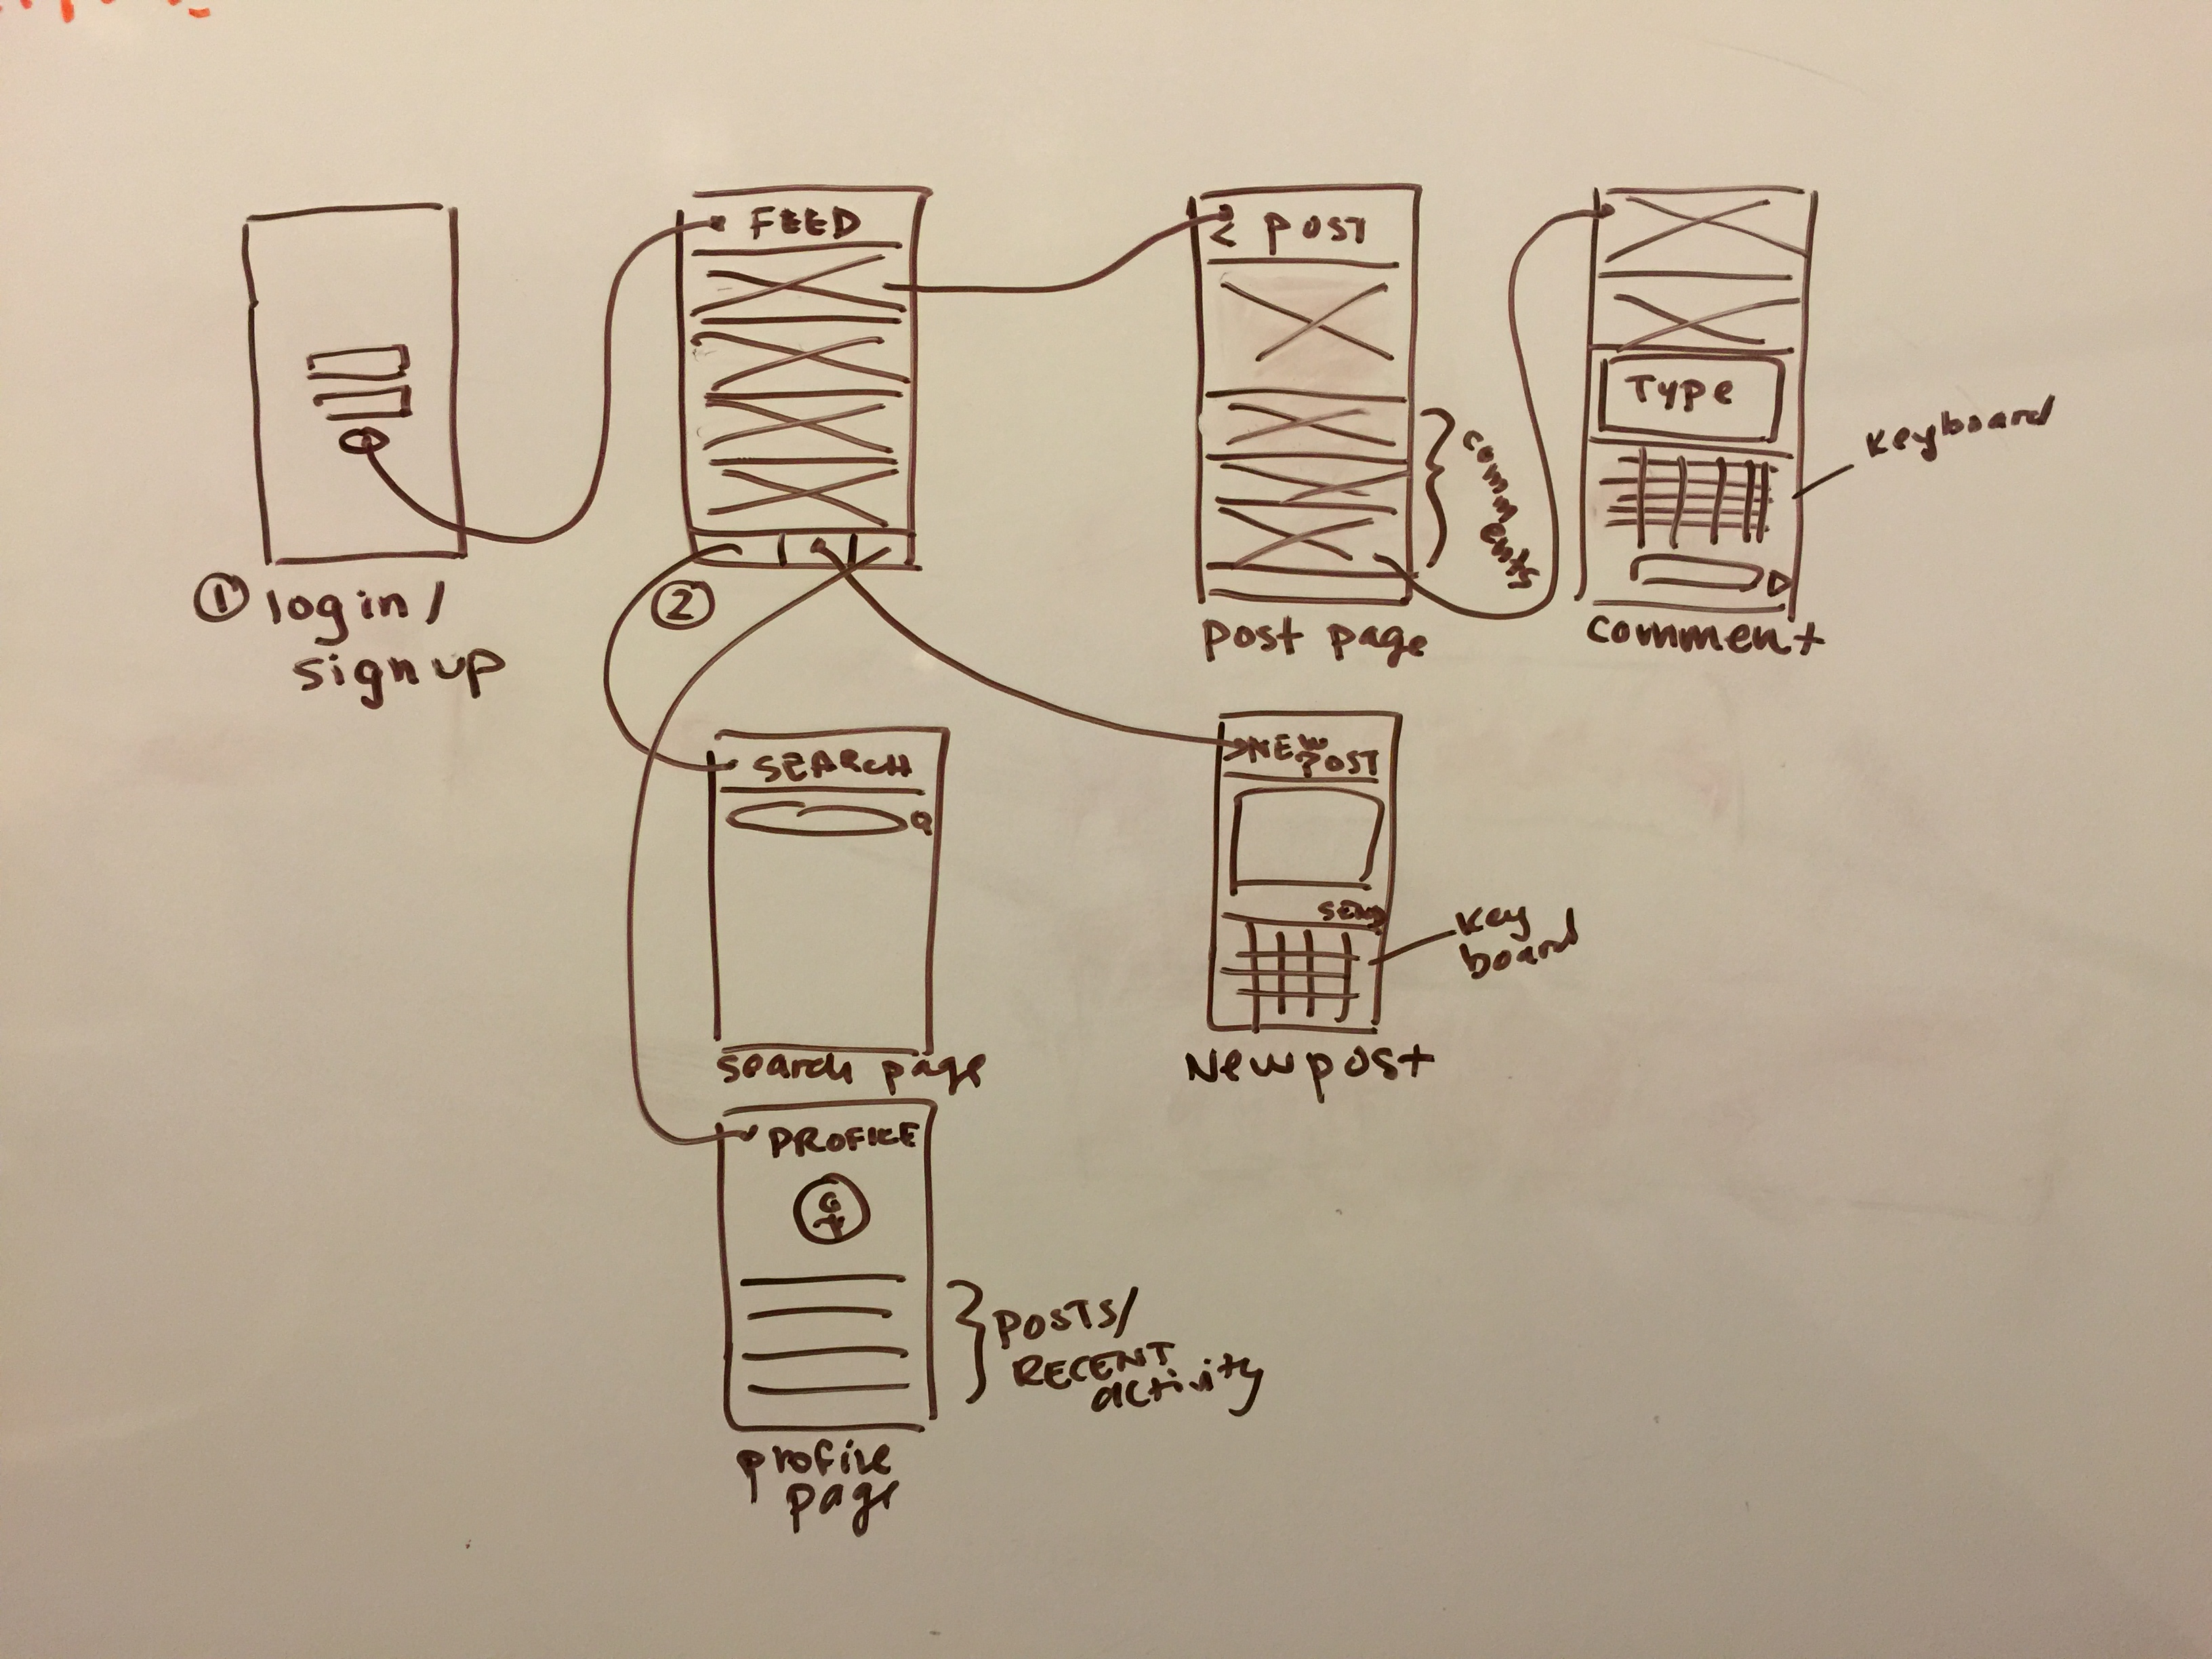 ① login/
signup
FEED
②
< POST
comments
post page
Type
keyboard
comment
SEARCH
search page
NEW
POST
SEND
key
board
New post
PROFILE
POSTS/
RECENT
activity
profile
page